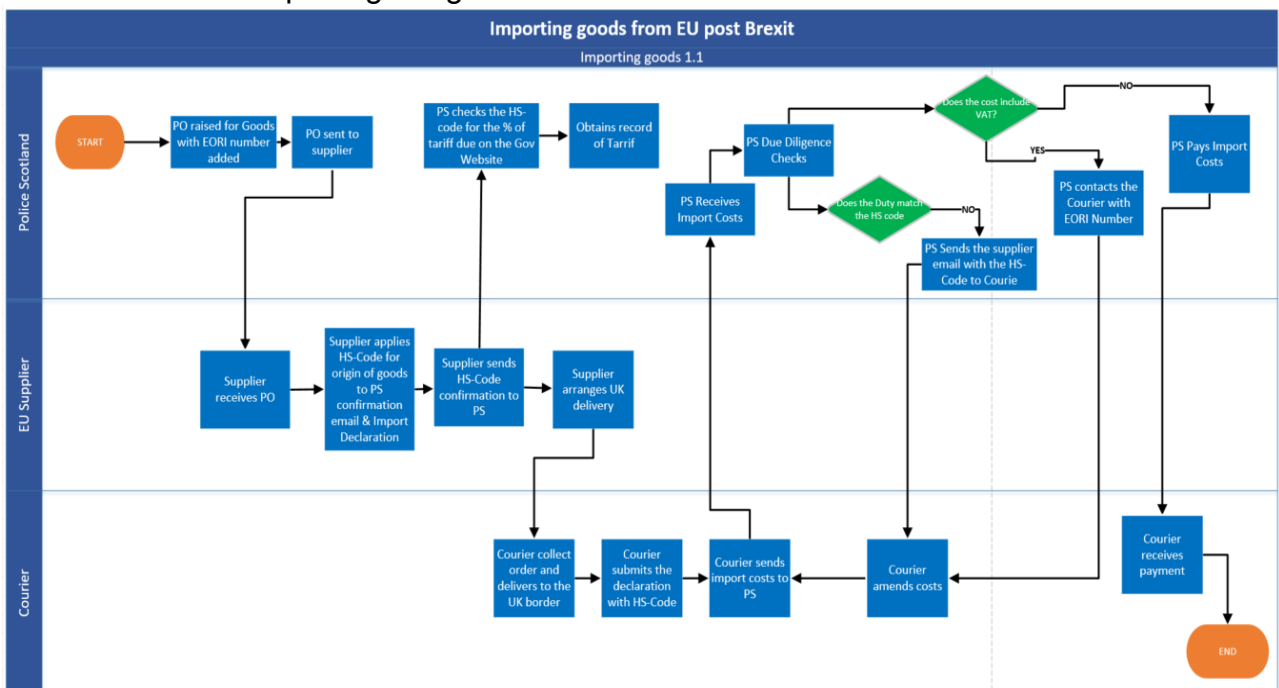 Importing goods from EU post Brexit
Importing goods 1.1
Police Scotland
START
PO raised for Goods
with EORI number
added
PO sent to
supplier
PS checks the HS-
code for the % of
tariff due on the Gov
Website
Obtains record
of Tarrif
PS Receives
Import Costs
PS Due Diligence
Checks
Does the cost include
VAT?
NO
YES
Does the Duty match
the HS code
NO
PS Sends the supplier
email with the HS-
Code to Courie
PS contacts the
Courier with
EORI Number
PS Pays Import
Costs
EU Supplier
Supplier
receives PO
Supplier applies
HS-Code for
origin of goods
to PS
confirmation
email & Import
Declaration
Supplier sends
HS-Code
confirmation to
PS
Supplier
arranges UK
delivery
Courier
Courier collect
order and
delivers to the
UK border
Courier
submits the
declaration
with HS-Code
Courier sends
import costs to
PS
Courier
amends costs
Courier
receives
payment
END